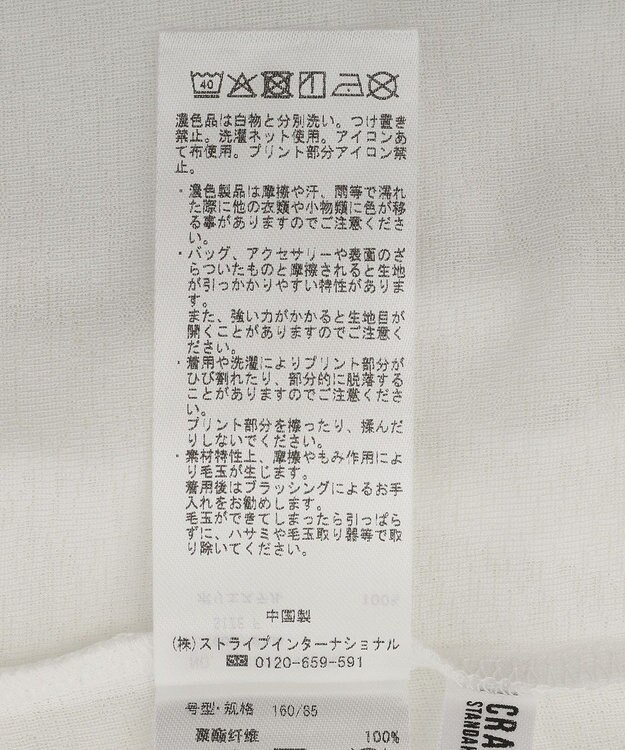 40
濃色品は白物と分別洗い。つけ置き
禁止。洗濯ネット使用。アイロンあ
て布使用。プリント部分アイロン禁
止。
・濃色製品は摩擦や汗、雨等で濡れ
た際に他の衣類や小物類に色が移
る事がありますのでご注意くださ
い。
・バッグ、アクセサリーや表面のざ
らついたものと摩擦されると生地
が引っかかりやすい特性がありま
す。
また、強い力がかかると生地目が
開くことがありますのでご注意く
ださい。
・着用や洗濯によりプリント部分が
ひび割れたり、部分的に脱落する
ことがありますのでご注意くださ
い。
プリント部分を擦ったり、揉んだ
りしないでください。
・素材特性上、摩擦やもみ作用によ
り毛玉が生じます。
着用後はブラッシングによるお手
入れをお勧めします。
毛玉ができてしまったら引っぱら
ずに、ハサミや毛玉取り器等で取
り除いてください。
ポリエステル 100%
SIZE F
NO
中国製
(株)ストライプインターナショナル
0120-659-591
号型·规格 160/85
聚酯纤维 100%
CRA
STANDAR